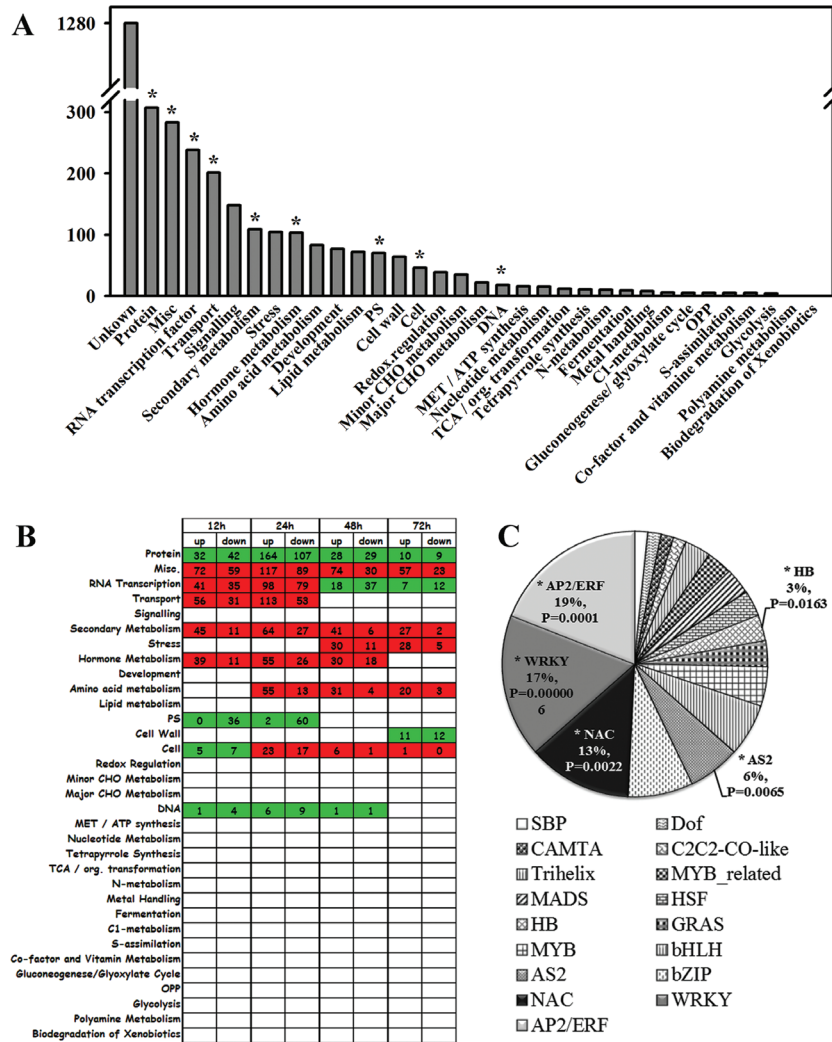 A
1280
300
200
100
0
*
*
*
*
*
*
*
*
*
Unkown
Protein
Misc
RNA transcription factor
Transport
Signalling
Secondary metabolism
Stress
Hormone metabolism
Amino acid metabolism
Development
Lipid metabolism
PS
Cell wall
Cell
Redox regulation
Minor CHO metabolism
Major CHO metabolism
DNA
MET / ATP synthesis
Nucleotide metabolism
TCA / org. transformation
Tetrapyrrole synthesis
N-metabolism
Fermentation
Metal handling
C1-metabolism
Gluconeogenese/ glyoxylate cycle
OPP
S-assimilation
Co-factor and vitamine metabolism
Glycolysis
Polyamine metabolism
Biodegradation of Xenobiotics
B
12h 24h 48h 72h
up down up down up down up down
Protein 32 42 164 107 28 29 10 9
Misc. 72 59 117 89 74 30 57 23
RNA Transcription 41 35 98 79 18 37 7 12
Transport 56 31 113 53
Signalling
Secondary Metabolism 45 11 64 27 41 6 27 2
Stress 30 11 28 5
Hormone Metabolism 39 11 55 26 30 18
Development
Amino acid metabolism 55 13 31 4 20 3
Lipid metabolism
PS 0 36 2 60
Cell Wall 11 12
Cell 5 7 23 17 6 1 1 0
Redox Regulation
Minor CHO Metabolism
Major CHO Metabolism
DNA 1 4 6 9 1 1
MET / ATP synthesis
Nucleotide Metabolism
Tetrapyrrole Synthesis
TCA / org. transformation
N-metabolism
Metal Handling
Fermentation
C1-metabolism
S-assimilation
Co-factor and Vitamin Metabolism
Gluconeogenese/Glyoxylate Cycle
OPP
Glycolysis
Polyamine Metabolism
Biodegradation of Xenobiotics
C
* AP2/ERF
19%,
P=0.0001
* WRKY
17%,
P=0.00000
6
* NAC
13%,
P=0.0022
* HB
3%,
P=0.0163
* AS2
6%,
P=0.0065
SBP Dof
CAMTA C2C2-CO-like
Trihelix MYB_related
MADS HSF
HB GRAS
MYB bHLH
AS2 bZIP
NAC WRKY
AP2/ERF